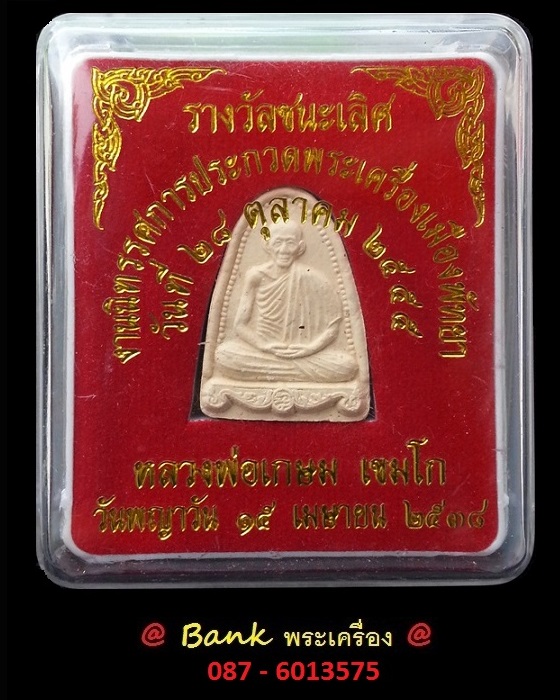 รางวัลชนะเลิศ
งานนิทรรศการประกวดพระเครื่องเมืองพัทยา
วันที่ ๒๘ ตุลาคม ๒๕๕๕
หลวงพ่อเกษม เขมโก
วันพญาวัน ๑๕ เมษายน ๒๕๓๔
@ Bank พระเครื่อง @
087 - 6013575